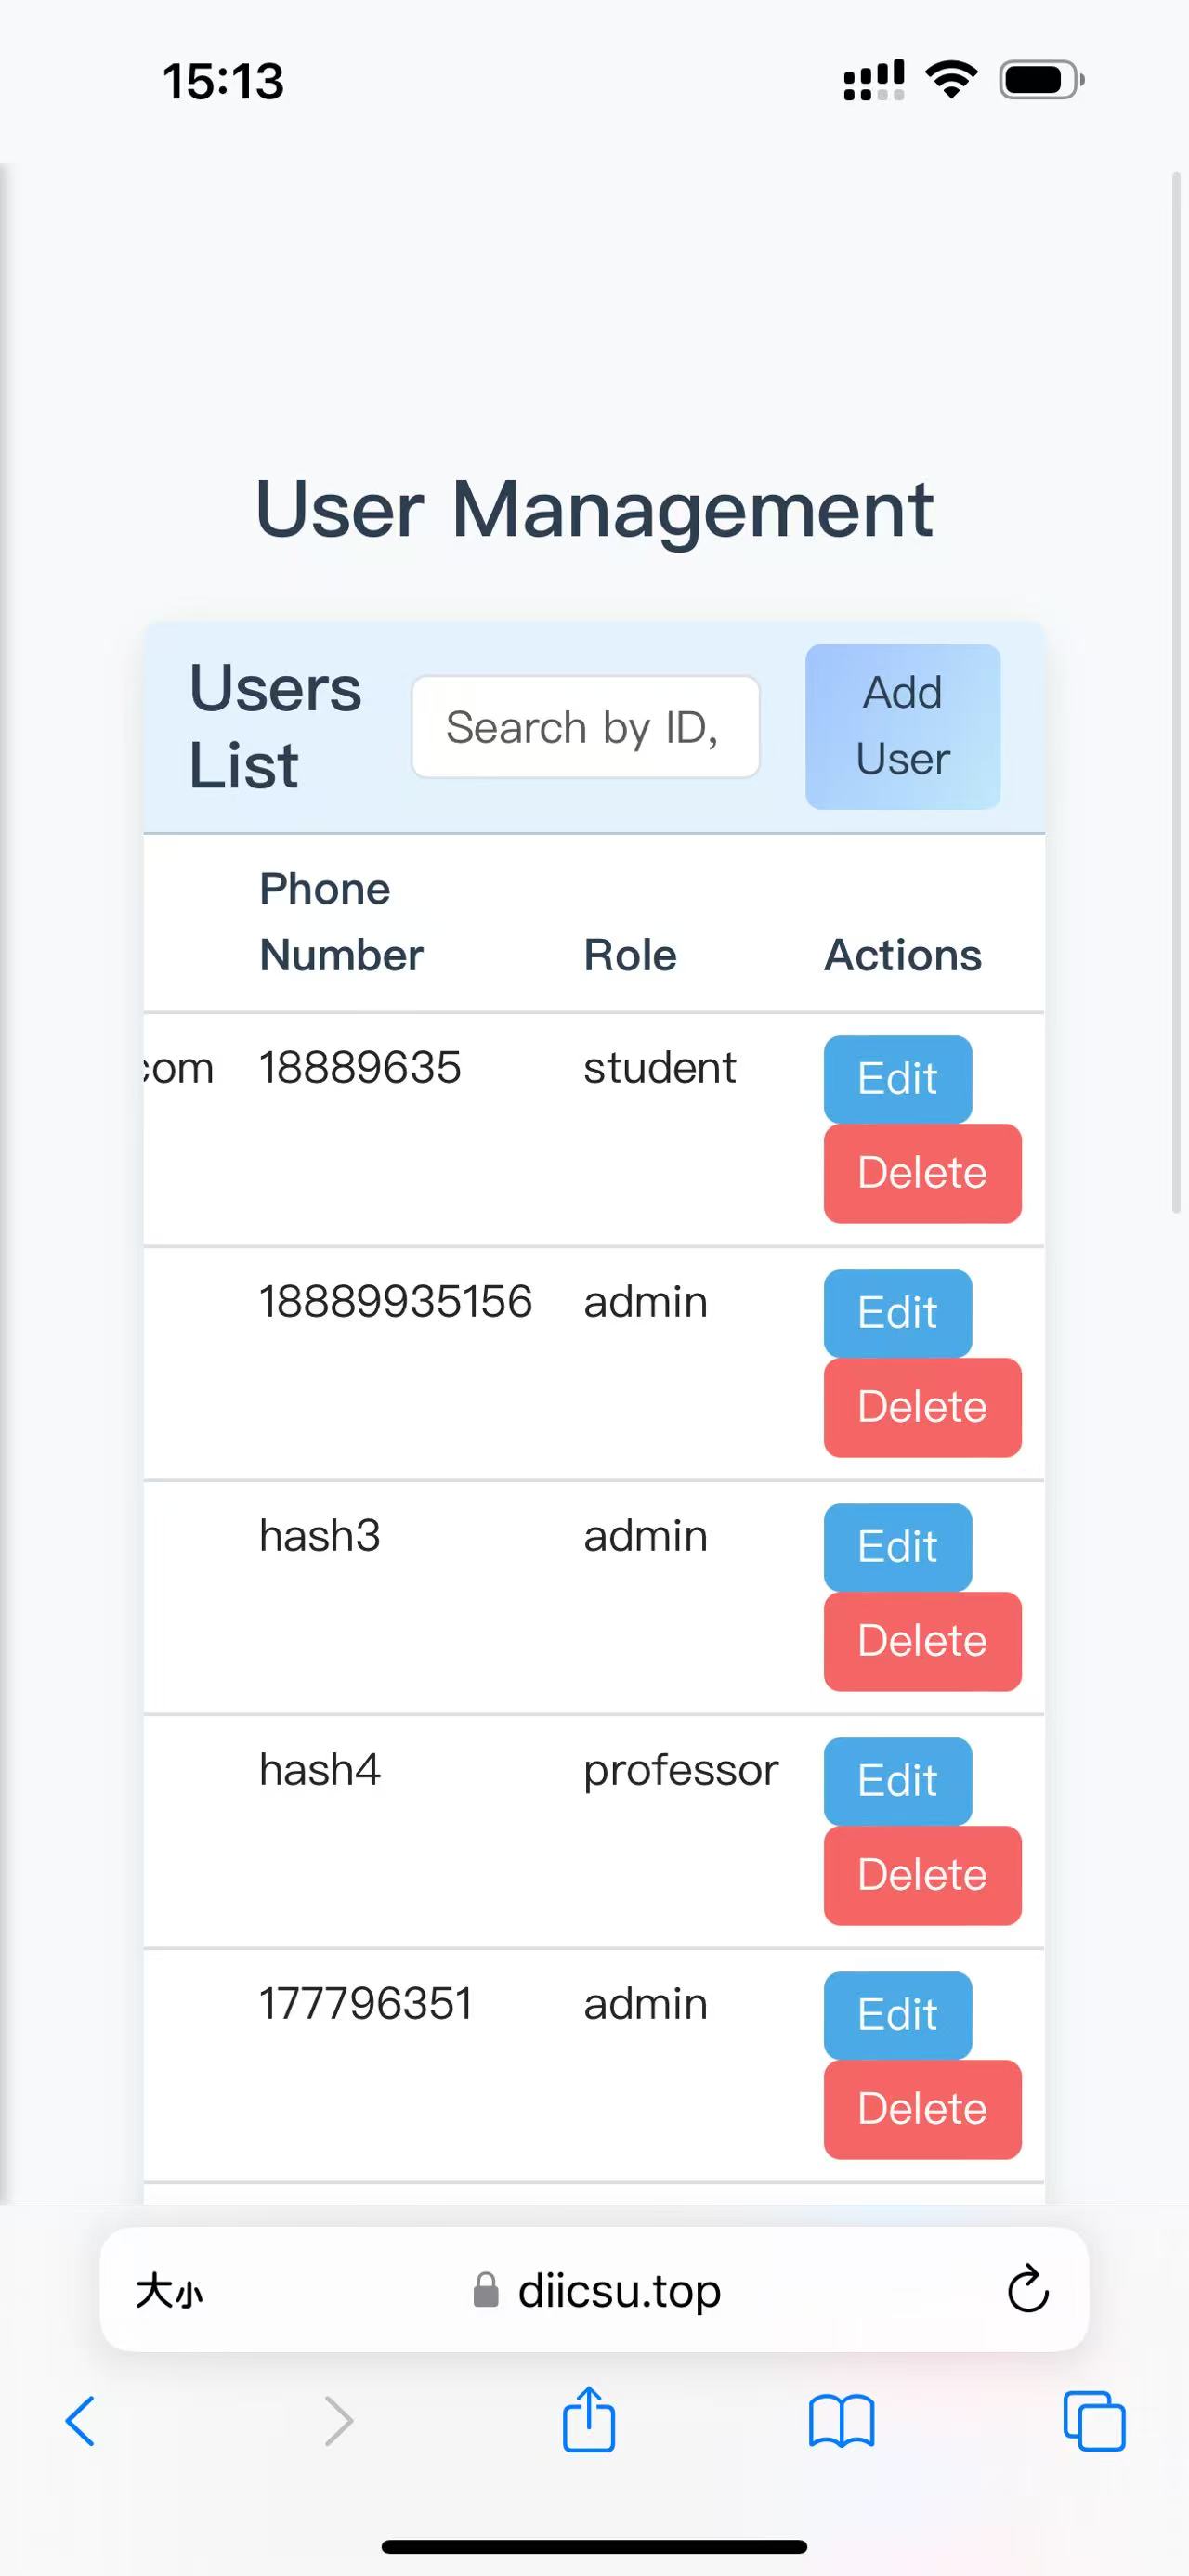 15:13
User Management
Users
List
Search by ID,
Add
User
Phone
Number
Role
Actions
com
18889635
student
Edit
Delete
18889935156
admin
Edit
Delete
hash3
admin
Edit
Delete
hash4
professor
Edit
Delete
177796351
admin
Edit
Delete
大小
diicsu.top